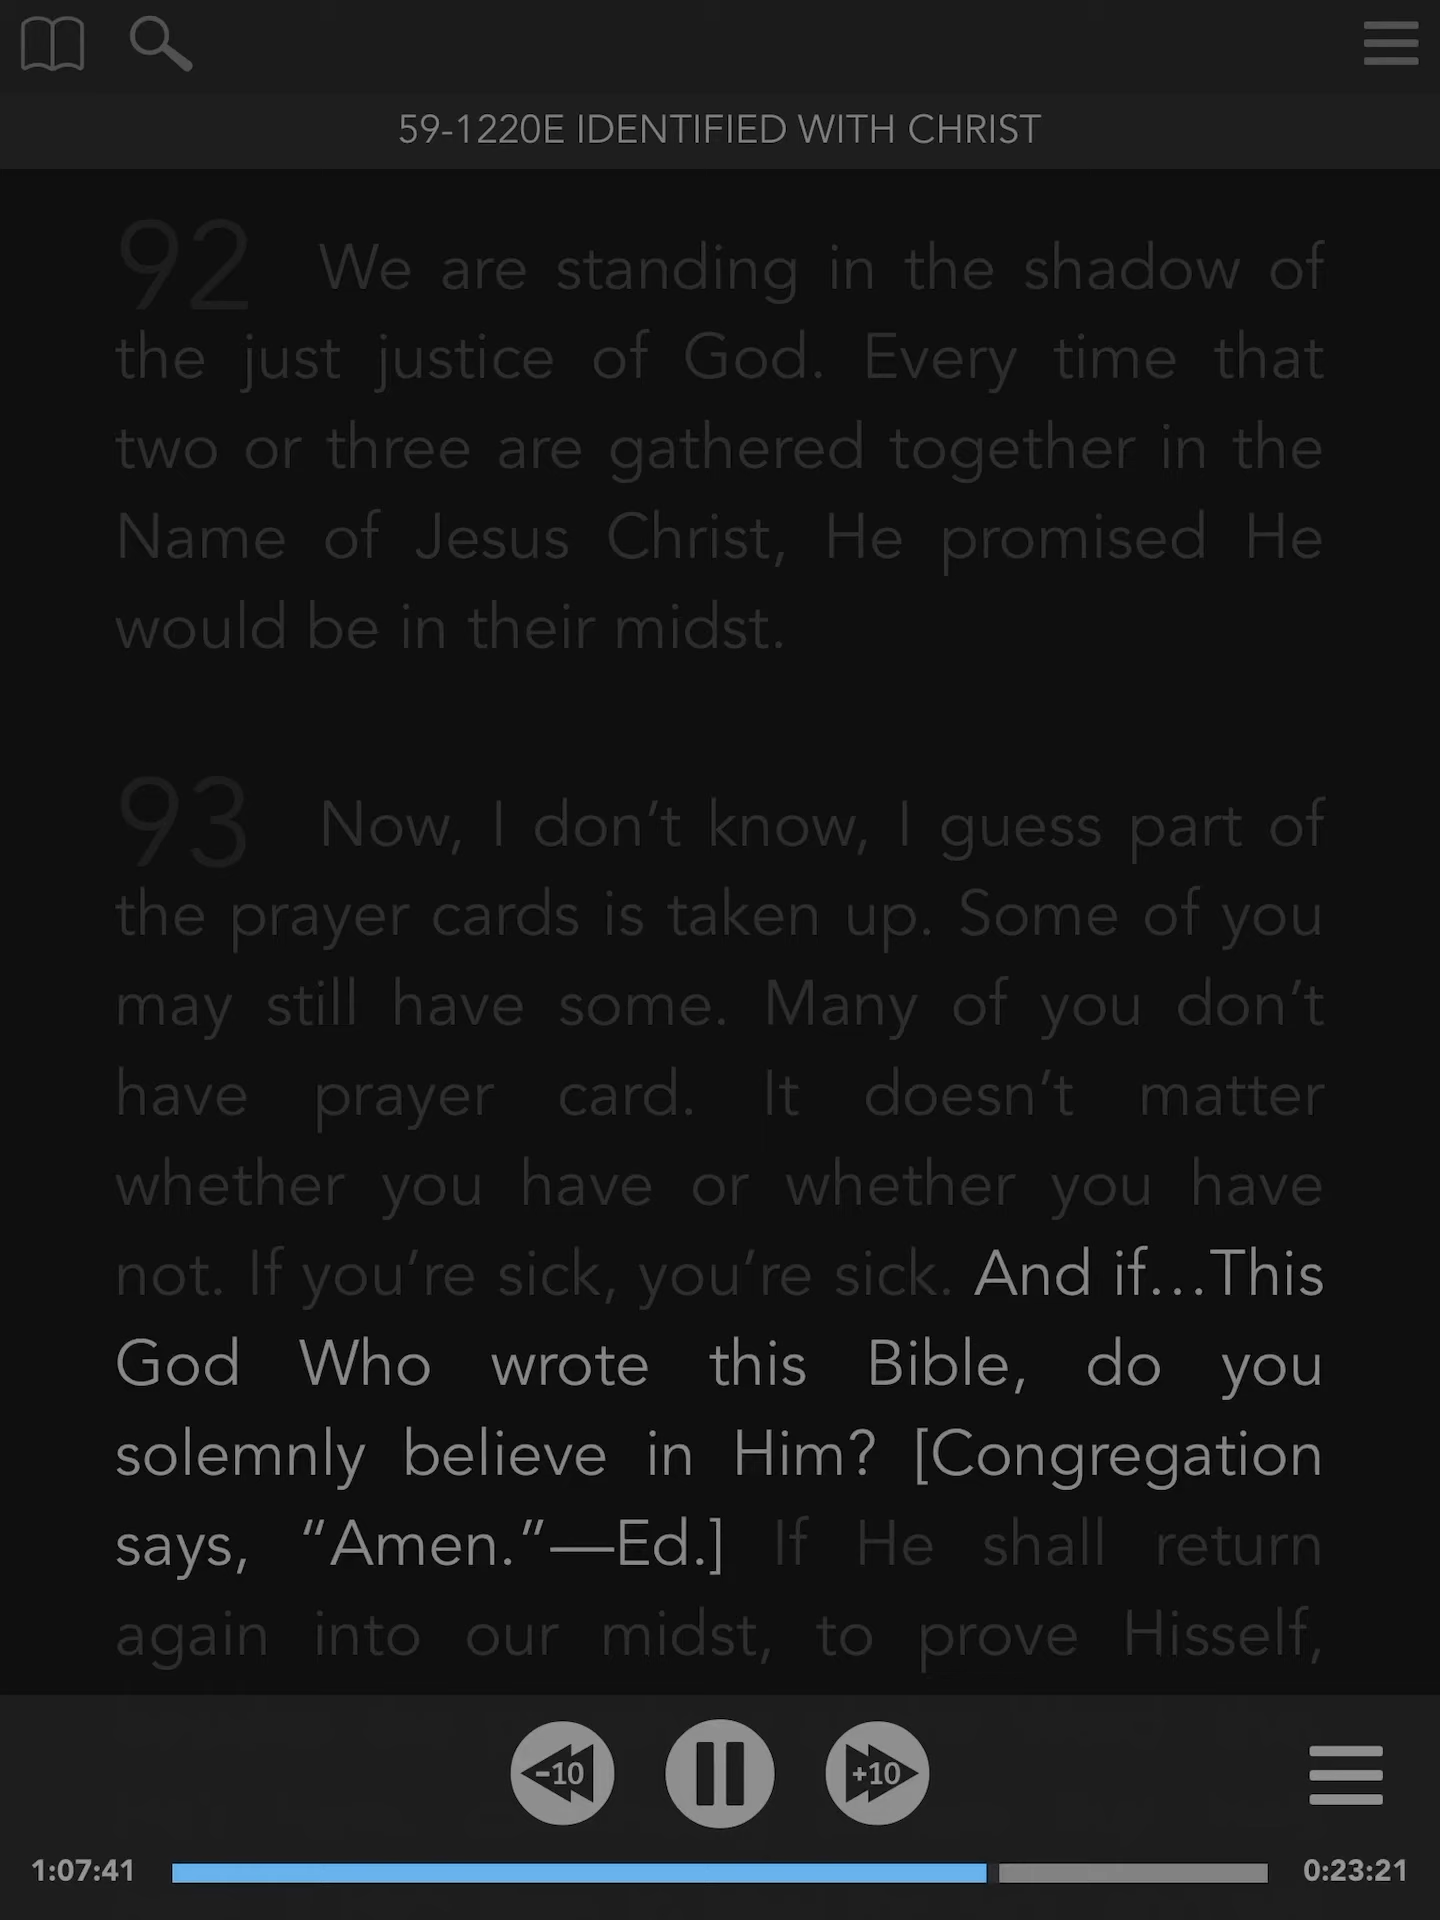 59-1220E IDENTIFIED WITH CHRIST
92 We are standing in the shadow of
the just justice of God. Every time that
two or three are gathered together in the
Name of Jesus Christ, He promised He
would be in their midst.
93 Now, I don’t know, I guess part of
the prayer cards is taken up. Some of you
may still have some. Many of you don’t
have prayer card. It doesn’t matter
whether you have or whether you have
not. If you’re sick, you’re sick. And if…This
God Who wrote this Bible, do you
solemnly believe in Him? [Congregation
says, “Amen.”—Ed.] If He shall return
again into our midst, to prove Hisself,
-10 +10
1:07:41 0:23:21